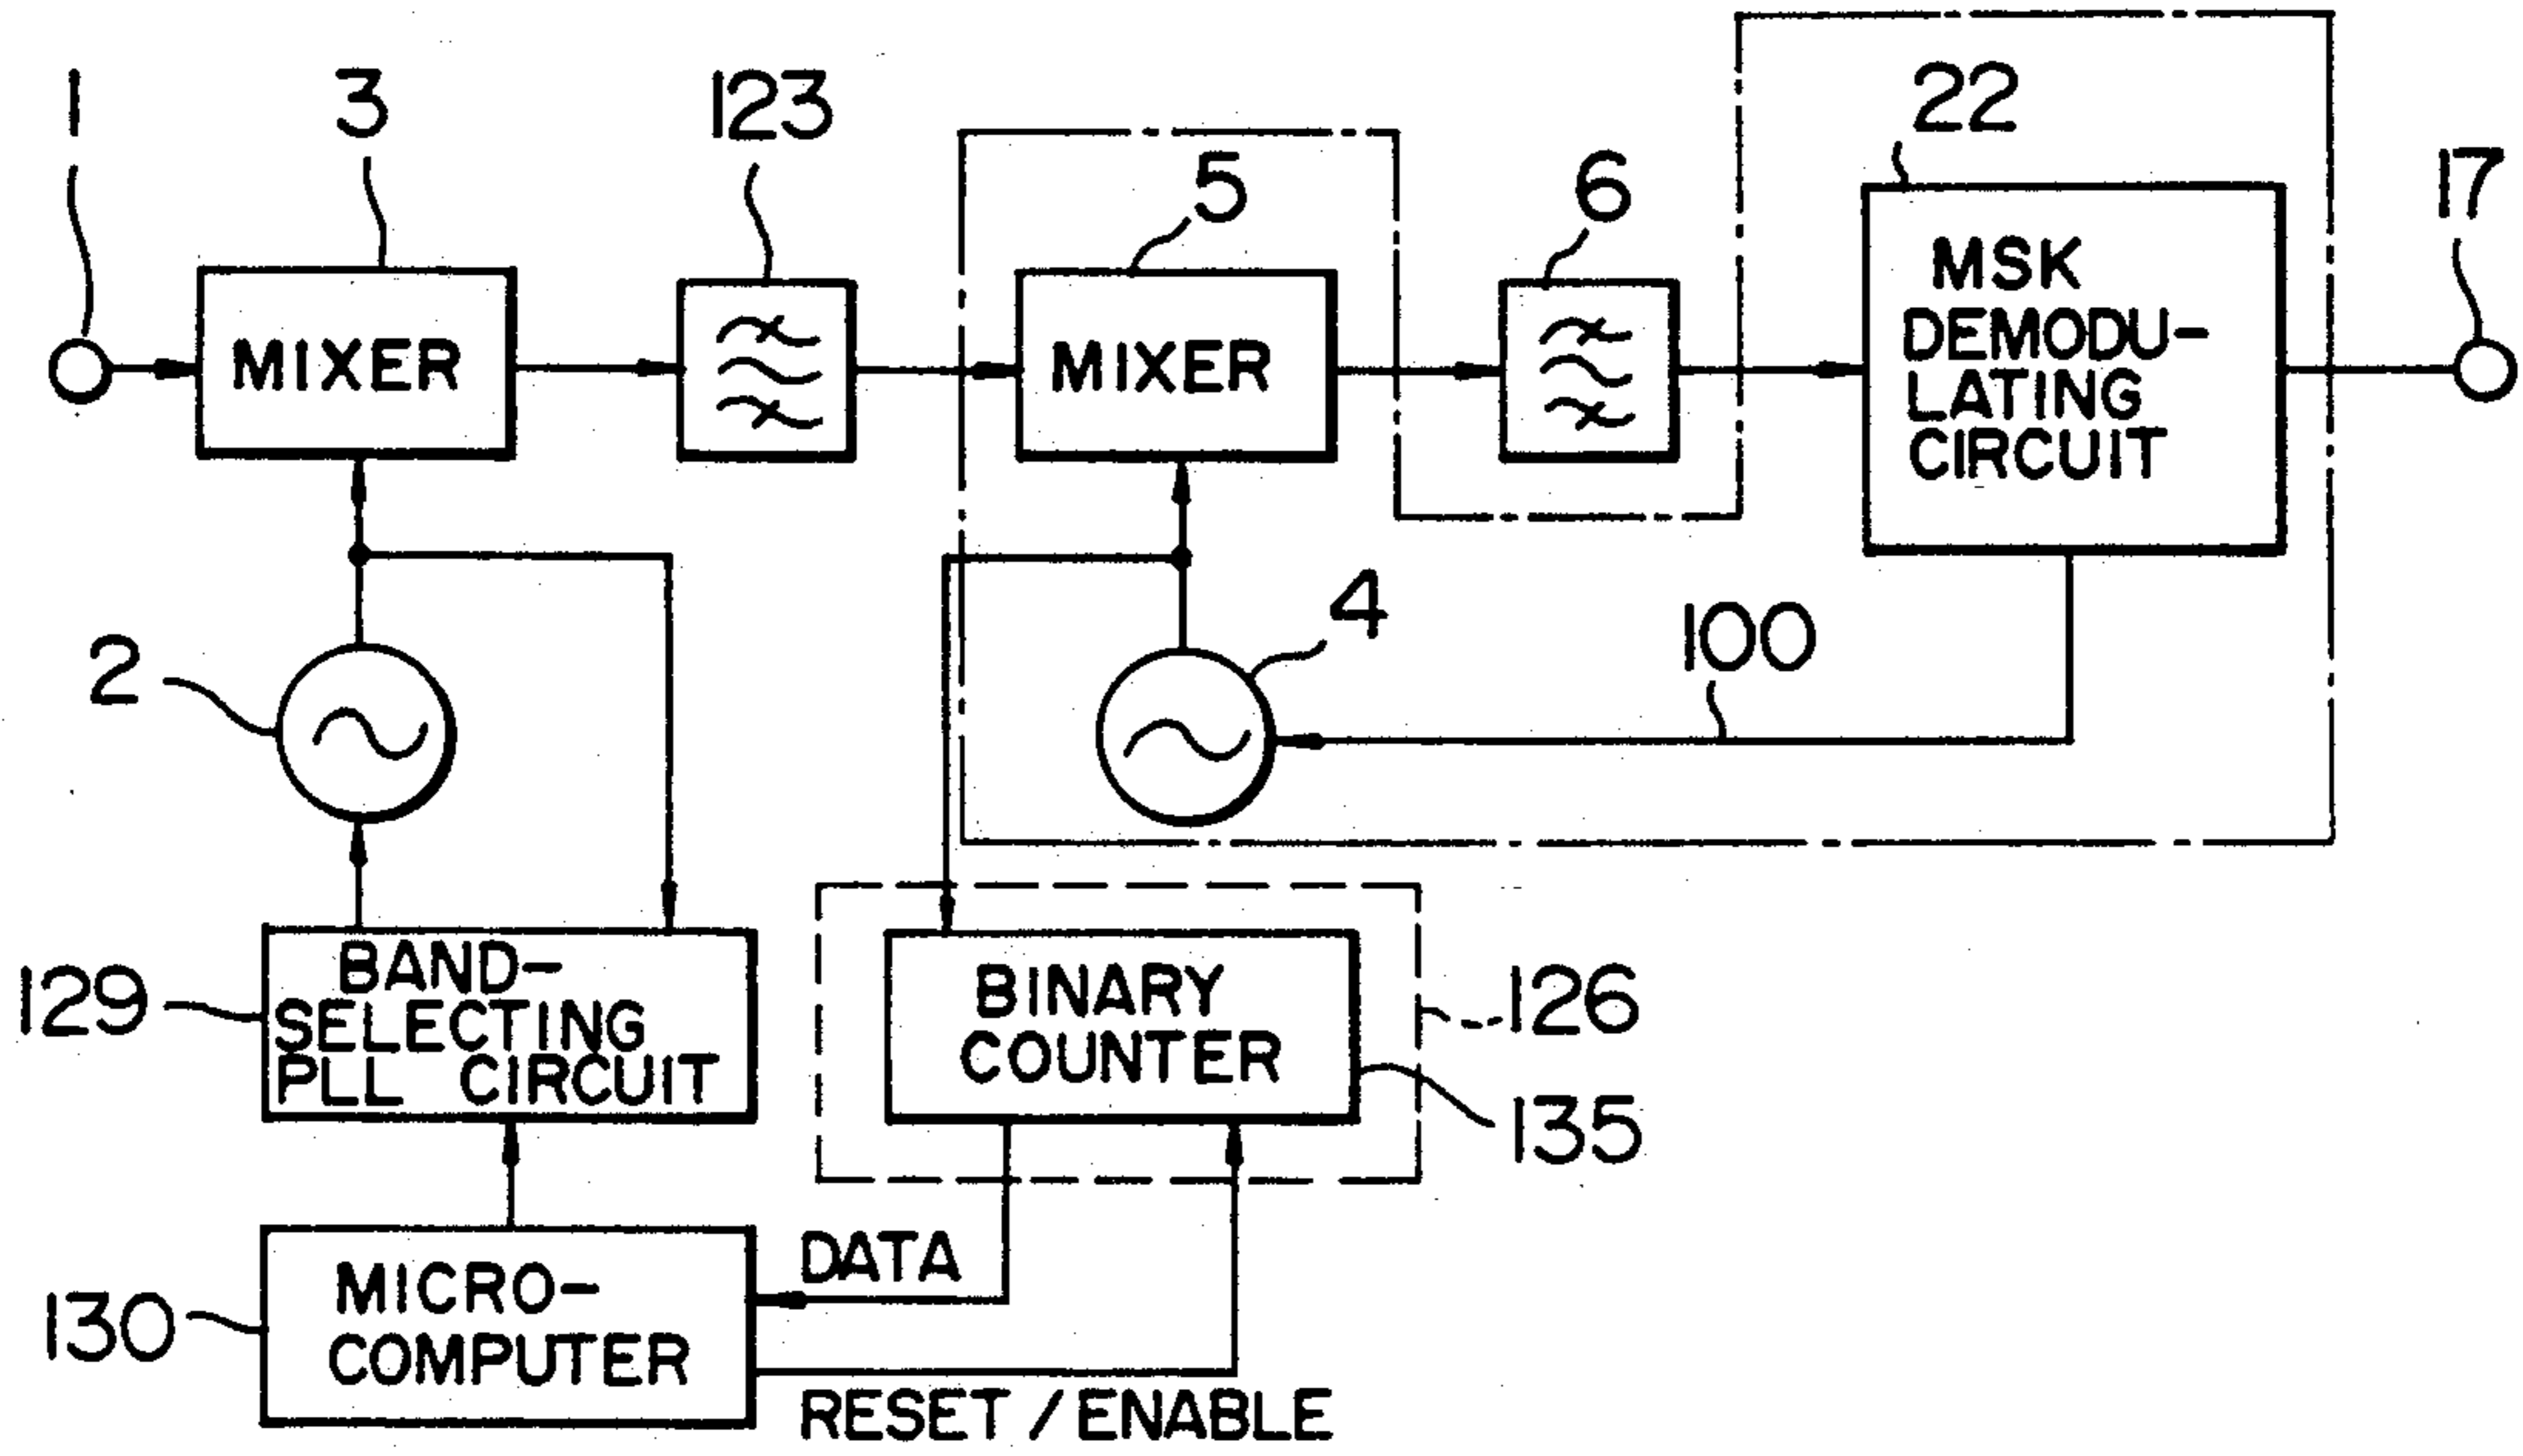 1
3
123
5
6
22
17
MIXER
MIXER
MSK
DEMODU-
LATING
CIRCUIT
2
4
100
129
BAND-
SELECTING
PLL CIRCUIT
BINARY
COUNTER
126
135
130
MICRO-
COMPUTER
DATA
RESET / ENABLE